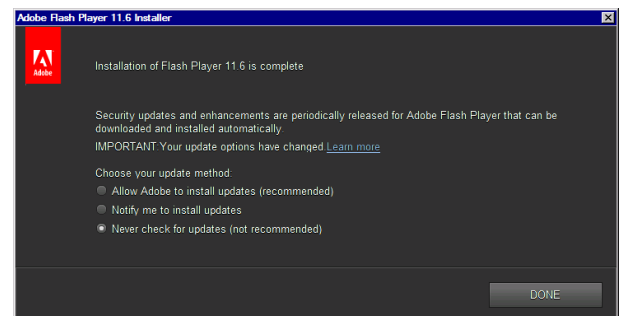 Adobe Flash Player 11.6 Installer
Adobe
Installation of Flash Player 11.6 is complete
Security updates and enhancements are periodically released for Adobe Flash Player that can be
downloaded and installed automatically.
IMPORTANT:Your update options have changed.Learn more
Choose your update method:
Allow Adobe to install updates (recommended)
Notify me to install updates
Never check for updates (not recommended)
DONE